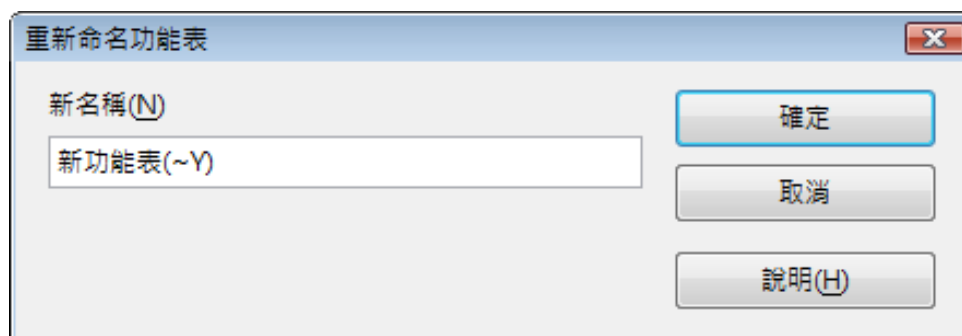 重新命名功能表
新名稱(N)
新功能表(~Y)
確定
取消
說明(H)